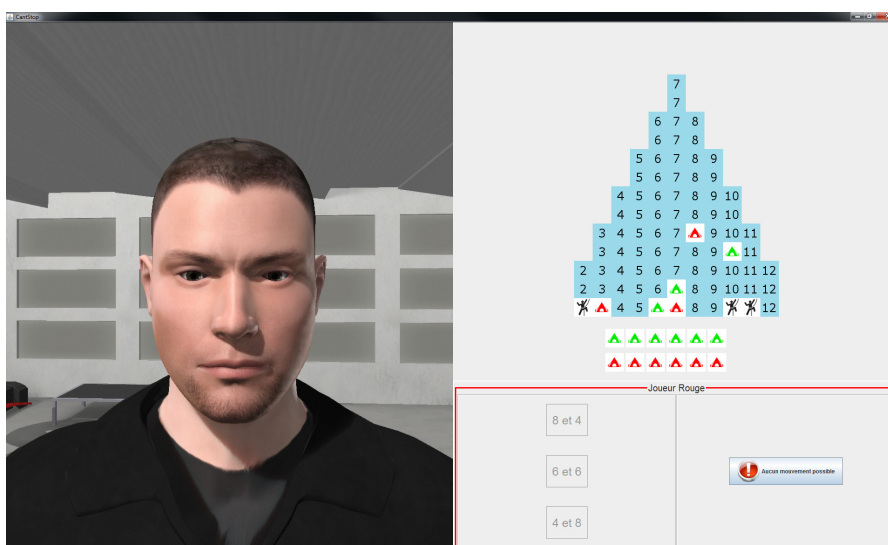 CantStop
7
7
6 7 8
6 7 8
5 6 7 8 9
5 6 7 8 9
4 5 6 7 8 9 10
4 5 6 7 8 9 10
3 4 5 6 7 9 10 11
3 4 5 6 7 8 9 11
2 3 4 5 6 7 8 9 10 11 12
2 3 4 5 6 8 9 10 11 12
4 5 8 9 12
Joueur Rouge
8 et 4
6 et 6
4 et 8
Aucun mouvement possible